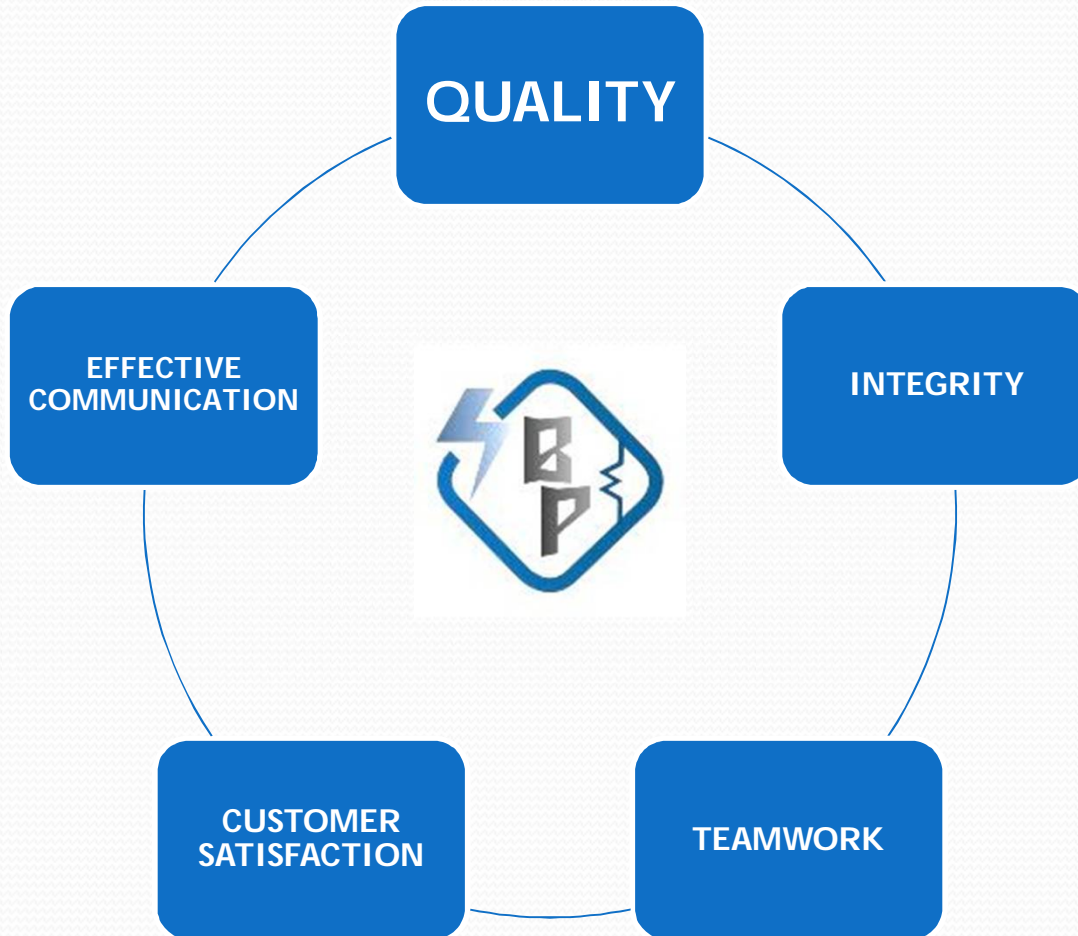 QUALITY
EFFECTIVE
COMMUNICATION
INTEGRITY
B
P
CUSTOMER
SATISFACTION
TEAMWORK